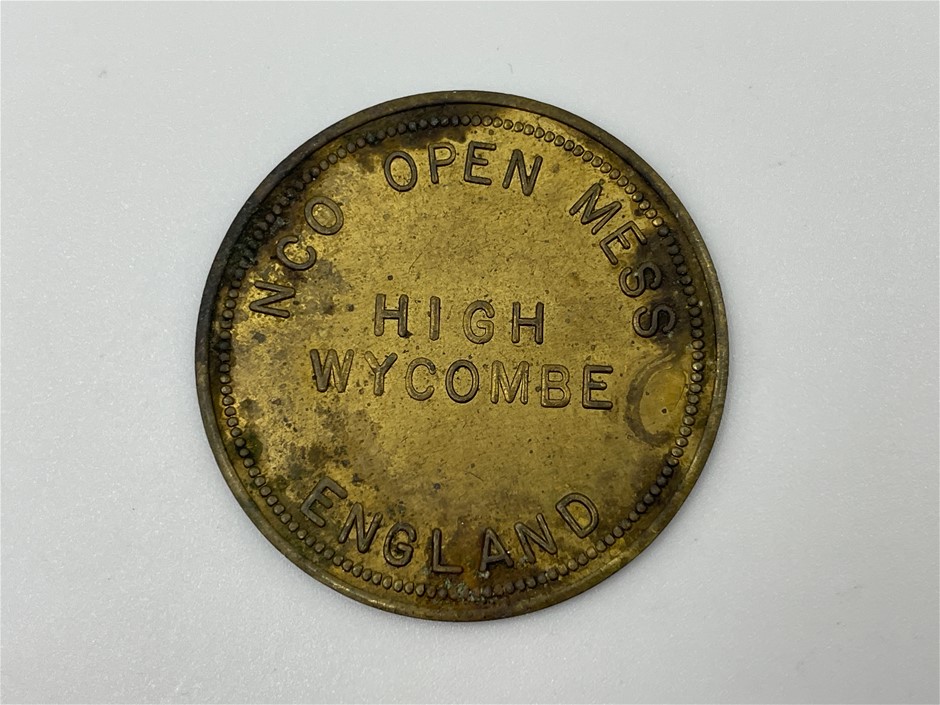 NCO OPEN MESS
HIGH
WYCOMBE
ENGLAND